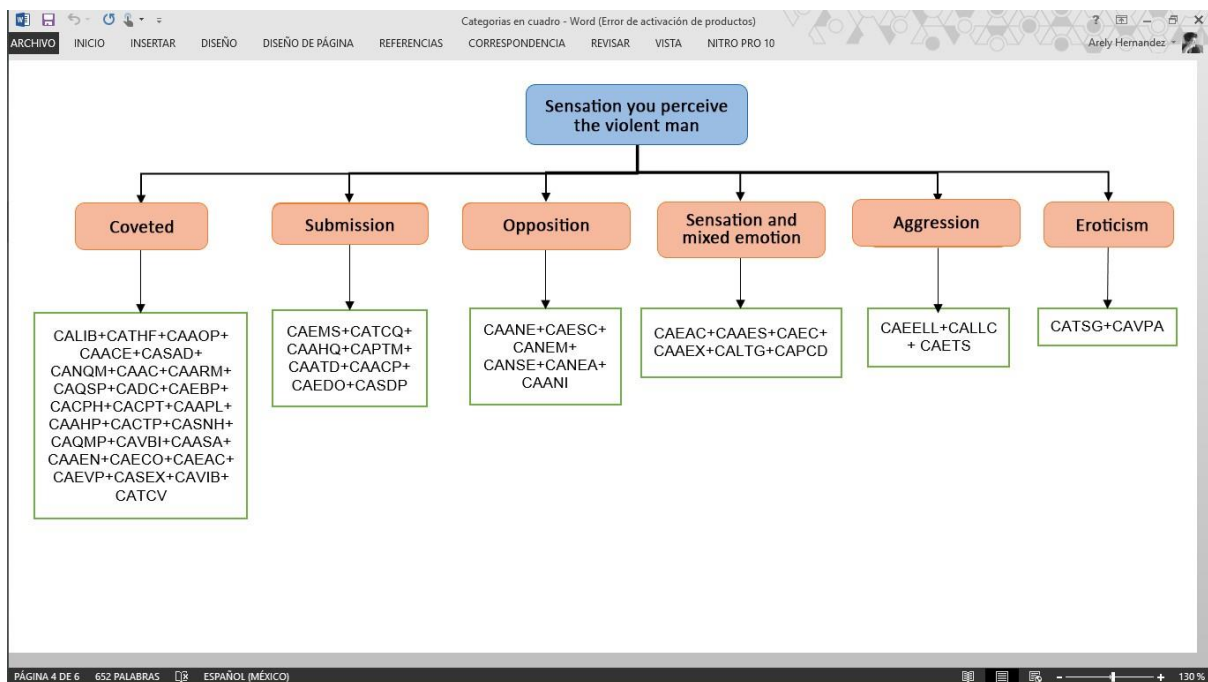 Categorias en cuadro - Word (Error de activación de productos)
ARCHIVO INICIO INSERTAR DISEÑO DISEÑO DE PÁGINA REFERENCIAS CORRESPONDENCIA REVISAR VISTA NITRO PRO 10 Arely Hernandez
Sensation you perceive
the violent man
Coveted
CALIB+CATHF+CAAOP+
CAACE+CASAD+
CANQM+CAAC+CAARM+
CAQSP+CADC+CAEBP+
CACPH+CACPT+CAAPL+
CAAHP+CACTP+CASNH+
CAQMP+CAVBI+CAASA+
CAAEN+CAECO+CAEAC+
CAEVP+CASEX+CAVIB+
CATCV
Submission
CAEMS+CATCQ+
CAAHQ+CAPTM+
CAATD+CAACP+
CAEDO+CASDP
Opposition
CAANE+CAESC+
CANEM+
CANSE+CANEA+
CAANI
Sensation and
mixed emotion
CAEAC+CAAES+CAEC+
CAAEX+CALTG+CAPCD
Aggression
CAEELL+CALLC
+ CAETS
Eroticism
CATSG+CAVPA
PÁGINA 4 DE 6 652 PALABRAS ESPAÑOL (MÉXICO) 130 %